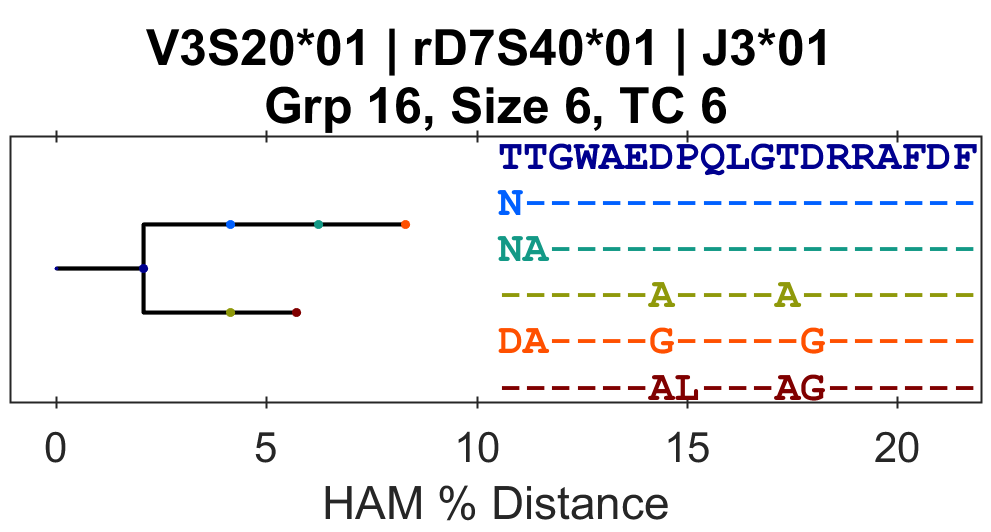 V3S20*01 | rD7S40*01 | J3*01
Grp 16, Size 6, TC 6
TTGWAEDPQLGTDRRAFDF
N------------------
NA-----------------
------A----A-------
DA----G-----G------
------AL---AG------
0 5 10 15 20
HAM % Distance